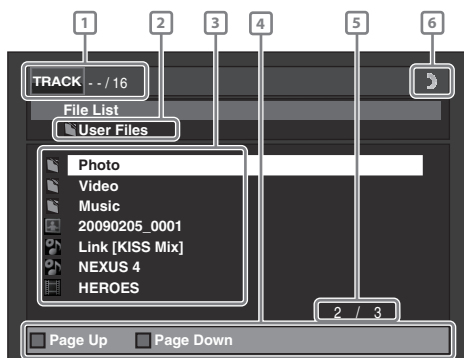 1 2 3 4 5 6
TRACK - - / 16
File List
User Files
Photo
Video
Music
20090205_0001
Link [KISS Mix]
NEXUS 4
HEROES
2 / 3
Page Up Page Down